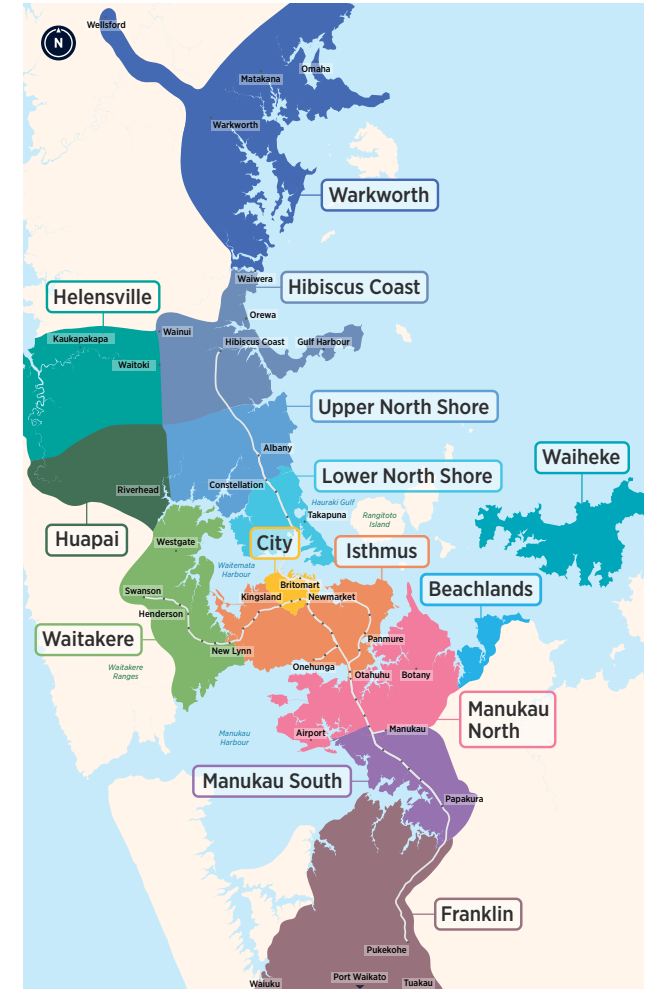 Wellsford
N
Omaha
Matakana
Warkworth
Warkworth
Waiwera
Hibiscus Coast
Helensville
Orewa
Wainui
Kaukapakapa
Hibiscus Coast
Gulf Harbour
Waitoki
Upper North Shore
Albany
Waiheke
Lower North Shore
Constellation
Riverhead
Hauraki Gulf
Takapuna
Rangitoto
Island
Huapai
Westgate
City
Isthmus
Waitemata
Harbour
Britomart
Beachlands
Swanson
Kingsland
Newmarket
Henderson
Waitakere
Panmure
New Lynn
Onehunga
Waitakere
Ranges
Otahuhu
Botany
Manukau
North
Airport
Manukau
Manukau
Harbour
Manukau South
Papakura
Franklin
Pukekohe
Port Waikato
Waiuku
Tuakau